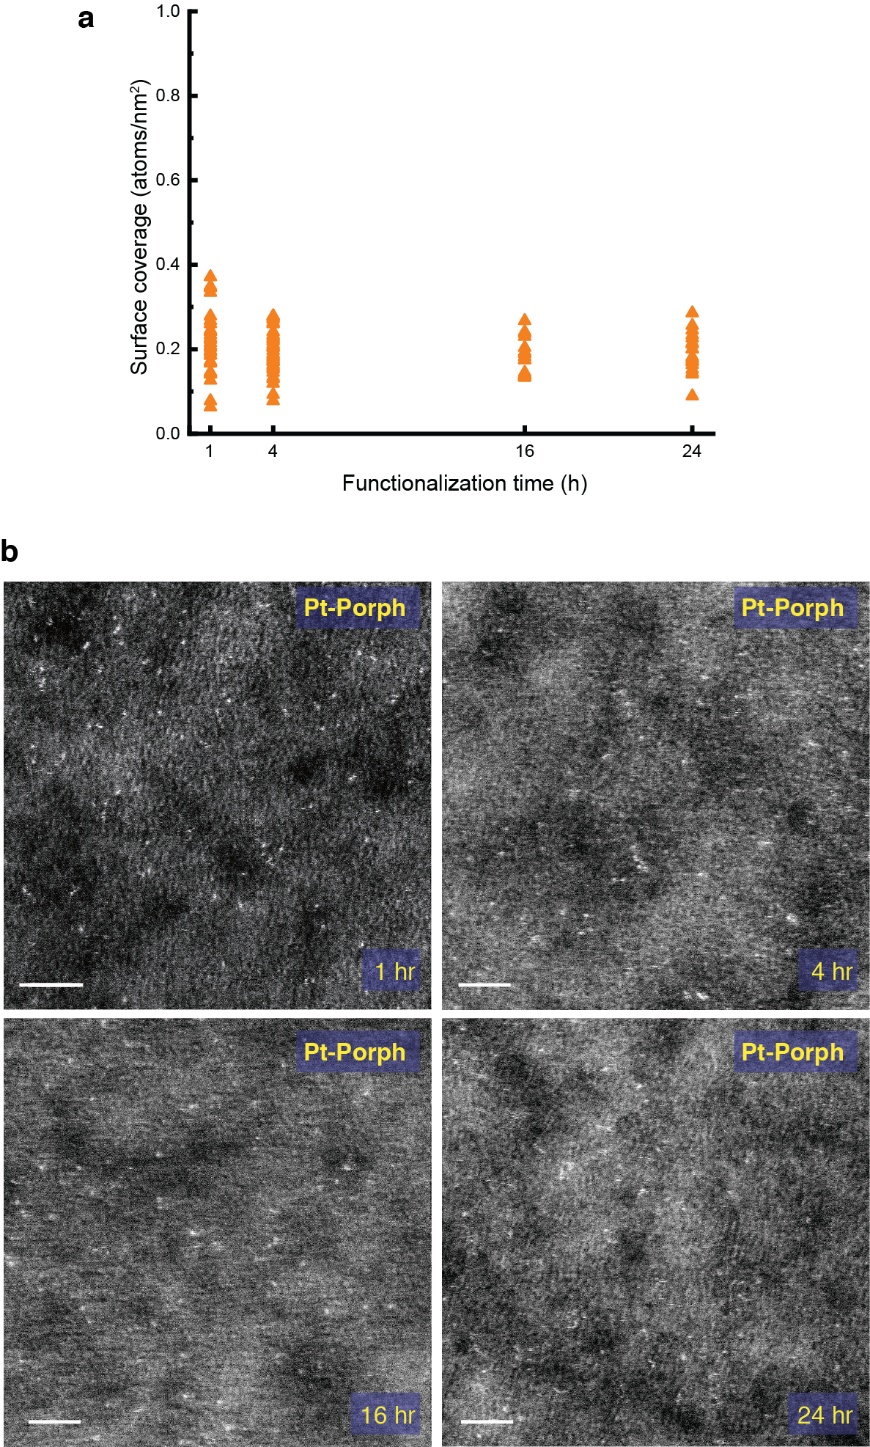 a
1.0
0.8
0.6
0.4
0.2
0.0
Surface coverage (atoms/nm²)
1 4 16 24
Functionalization time (h)
b
Pt-Porph
1 hr
Pt-Porph
4 hr
Pt-Porph
16 hr
Pt-Porph
24 hr